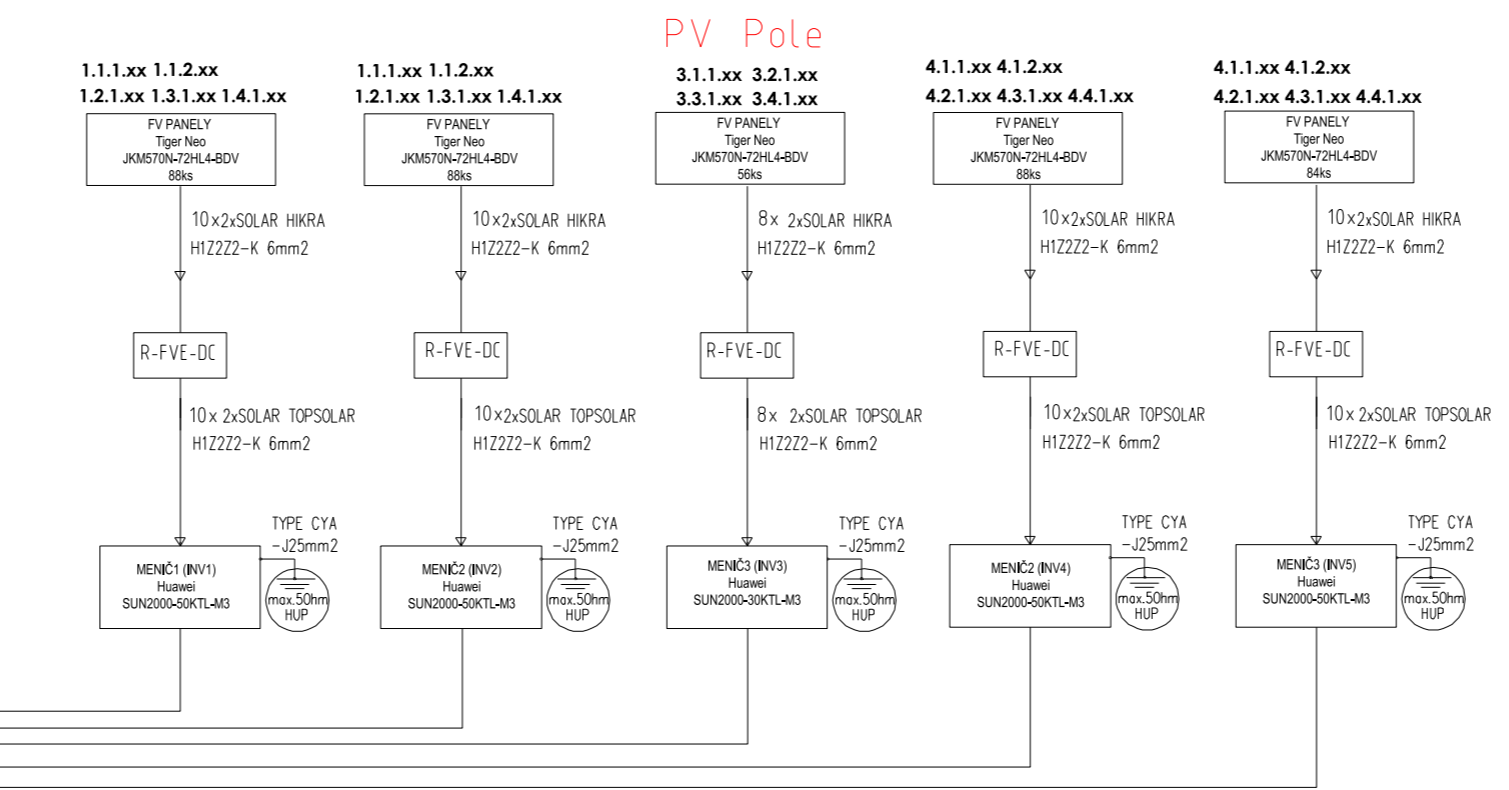 PV Pole
1.1.1.xx 1.1.2.xx
1.2.1.xx 1.3.1.xx 1.4.1.xx
FV PANELY
Tiger Neo
JKM570N-72HL4-BDV
88ks
10x2xSOLAR HIKRA
H1Z2Z2-K 6mm2
R-FVE-DC
10x 2xSOLAR TOPSOLAR
H1Z2Z2-K 6mm2
TYPE CYA
-J25mm2
MENIČ1 (INV1)
Huawei
SUN2000-50KTL-M3
max.50hm
HUP
1.1.1.xx 1.1.2.xx
1.2.1.xx 1.3.1.xx 1.4.1.xx
FV PANELY
Tiger Neo
JKM570N-72HL4-BDV
88ks
10x2xSOLAR HIKRA
H1Z2Z2-K 6mm2
R-FVE-DC
10x2xSOLAR TOPSOLAR
H1Z2Z2-K 6mm2
TYPE CYA
-J25mm2
MENIČ2 (INV2)
Huawei
SUN2000-50KTL-M3
max.50hm
HUP
3.1.1.xx 3.2.1.xx
3.3.1.xx 3.4.1.xx
FV PANELY
Tiger Neo
JKM570N-72HL4-BDV
56ks
8x 2xSOLAR HIKRA
H1Z2Z2-K 6mm2
R-FVE-DC
8x 2xSOLAR TOPSOLAR
H1Z2Z2-K 6mm2
TYPE CYA
-J25mm2
MENIČ3 (INV3)
Huawei
SUN2000-30KTL-M3
max.50hm
HUP
4.1.1.xx 4.1.2.xx
4.2.1.xx 4.3.1.xx 4.4.1.xx
FV PANELY
Tiger Neo
JKM570N-72HL4-BDV
88ks
10x2xSOLAR HIKRA
H1Z2Z2-K 6mm2
R-FVE-DC
10x2xSOLAR TOPSOLAR
H1Z2Z2-K 6mm2
TYPE CYA
-J25mm2
MENIČ2 (INV4)
Huawei
SUN2000-50KTL-M3
max.50hm
HUP
4.1.1.xx 4.1.2.xx
4.2.1.xx 4.3.1.xx 4.4.1.xx
FV PANELY
Tiger Neo
JKM570N-72HL4-BDV
84ks
10x2xSOLAR HIKRA
H1Z2Z2-K 6mm2
R-FVE-DC
10x 2xSOLAR TOPSOLAR
H1Z2Z2-K 6mm2
TYPE CYA
-J25mm2
MENIČ3 (INV5)
Huawei
SUN2000-50KTL-M3
max.50hm
HUP